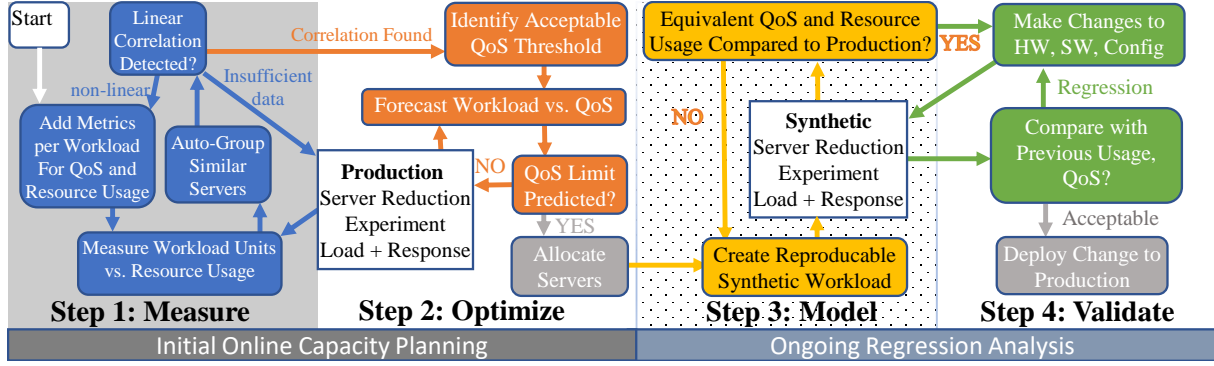 Start
Linear
Correlation
Detected?
Correlation Found
non-linear
Insufficient
data
Add Metrics
per Workload
For QoS and
Resource Usage
Auto-Group
Similar
Servers
Measure Workload Units
vs. Resource Usage
Step 1: Measure
Identify Acceptable
QoS Threshold
Forecast Workload vs. QoS
Production
Server Reduction
Experiment
Load + Response
NO
QoS Limit
Predicted?
YES
Allocate
Servers
Step 2: Optimize
Initial Online Capacity Planning
Equivalent QoS and Resource
Usage Compared to Production?
YES
NO
Synthetic
Server Reduction
Experiment
Load + Response
Create Reproducable
Synthetic Workload
Step 3: Model
Make Changes to
HW, SW, Config
Regression
Compare with
Previous Usage,
QoS?
Acceptable
Deploy Change to
Production
Step 4: Validate
Ongoing Regression Analysis